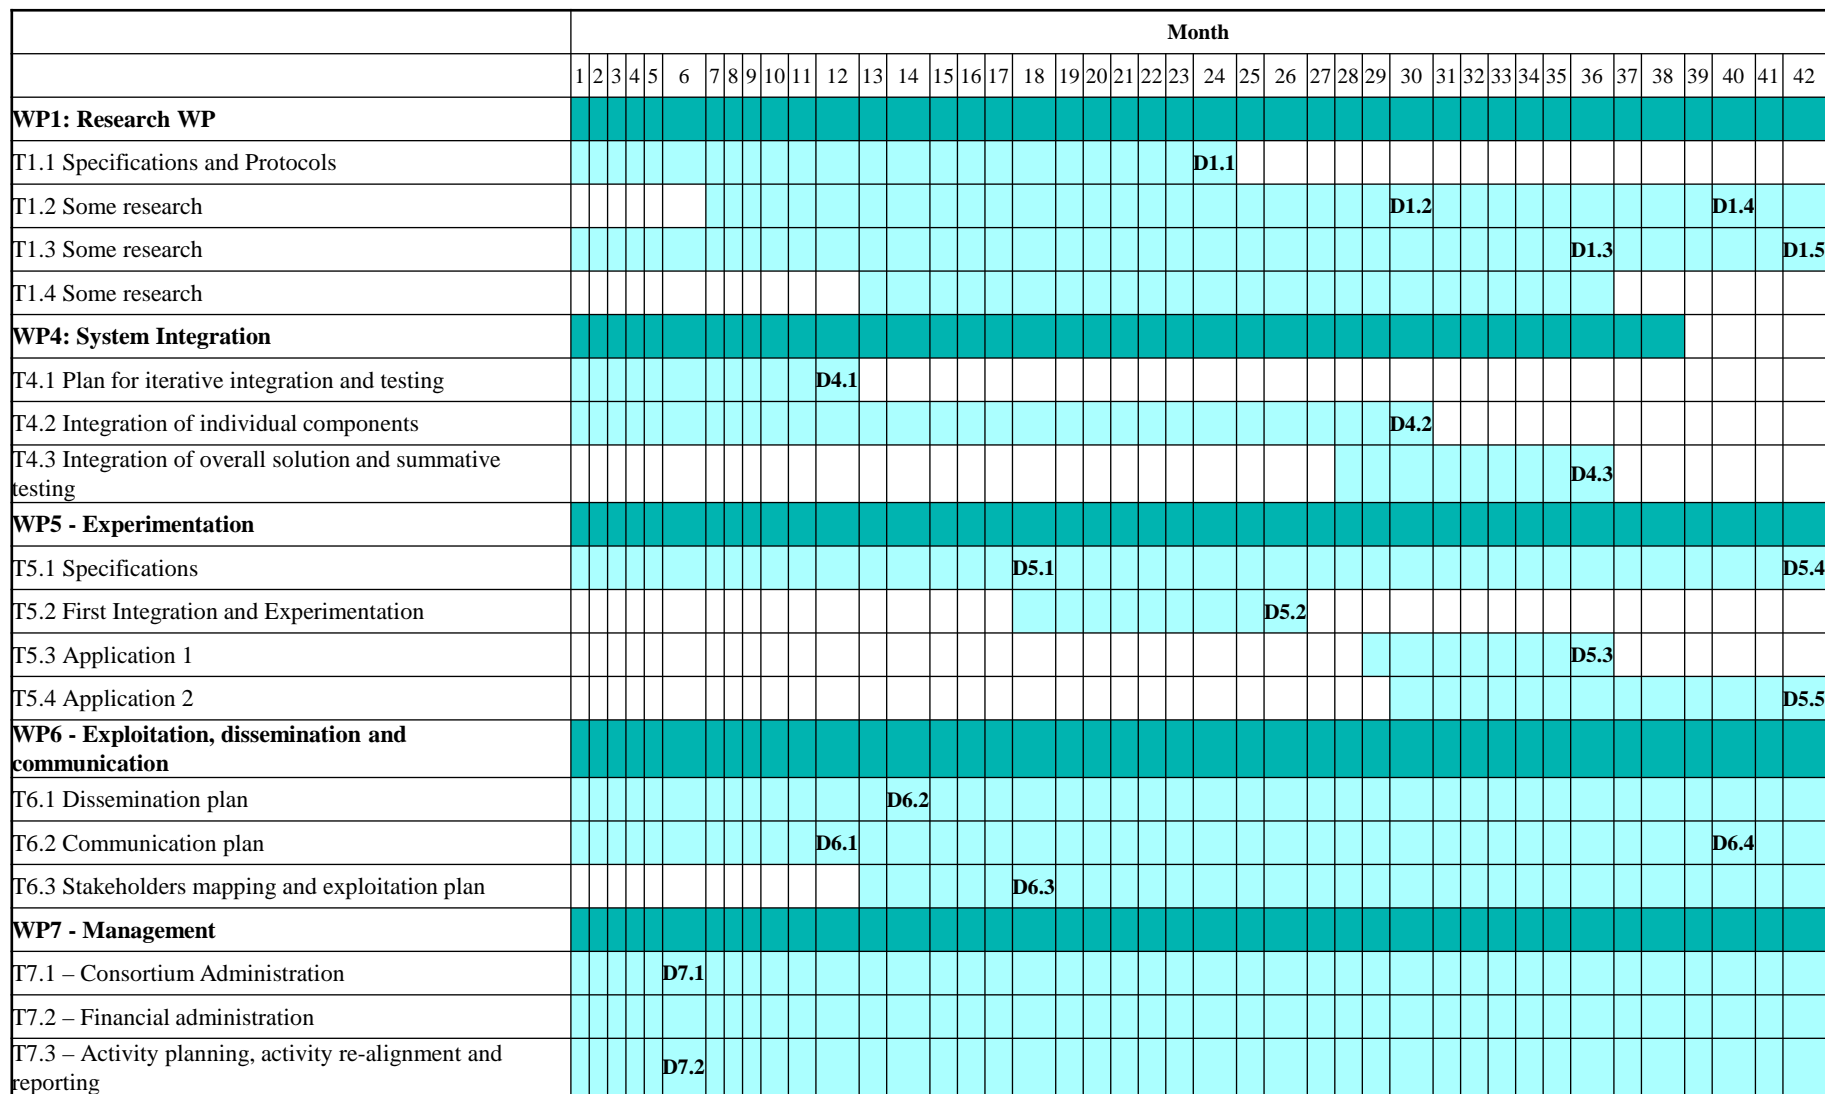 Month
1 2 3 4 5 6 7 8 9 10 11 12 13 14 15 16 17 18 19 20 21 22 23 24 25 26 27 28 29 30 31 32 33 34 35 36 37 38 39 40 41 42
WP1: Research WP
T1.1 Specifications and Protocols D1.1
T1.2 Some research D1.2 D1.4
T1.3 Some research D1.3 D1.5
T1.4 Some research
WP4: System Integration
T4.1 Plan for iterative integration and testing D4.1
T4.2 Integration of individual components D4.2
T4.3 Integration of overall solution and summative
testing D4.3
WP5 - Experimentation
T5.1 Specifications D5.1 D5.4
T5.2 First Integration and Experimentation D5.2
T5.3 Application 1 D5.3
T5.4 Application 2 D5.5
WP6 - Exploitation, dissemination and
communication
T6.1 Dissemination plan D6.2
T6.2 Communication plan D6.1 D6.4
T6.3 Stakeholders mapping and exploitation plan D6.3
WP7 - Management
T7.1 – Consortium Administration D7.1
T7.2 – Financial administration
T7.3 – Activity planning, activity re-alignment and
reporting D7.2